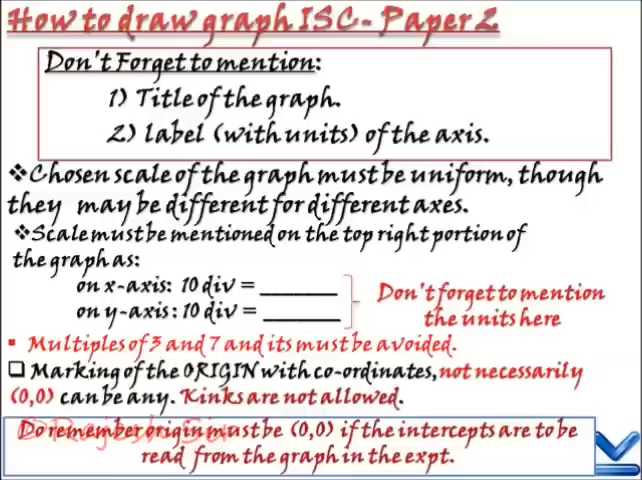 How to draw graph ISC- Paper 2
Don't Forget to mention:
1) Title of the graph.
2) label (with units) of the axis.
❖Chosen scale of the graph must be uniform, though
they may be different for different axes.
❖Scale must be mentioned on the top right portion of
the graph as:
on x-axis: 10 div = ________
on y-axis : 10 div = ________
Don't forget to mention
the units here
▪ Multiples of 3 and 7 and its must be avoided.
❑ Marking of the ORIGIN with co-ordinates, not necessarily
(0,0) can be any. Kinks are not allowed.
©Rajesh Sir
Do remember origin must be (0,0) if the intercepts are to be
read from the graph in the expt.